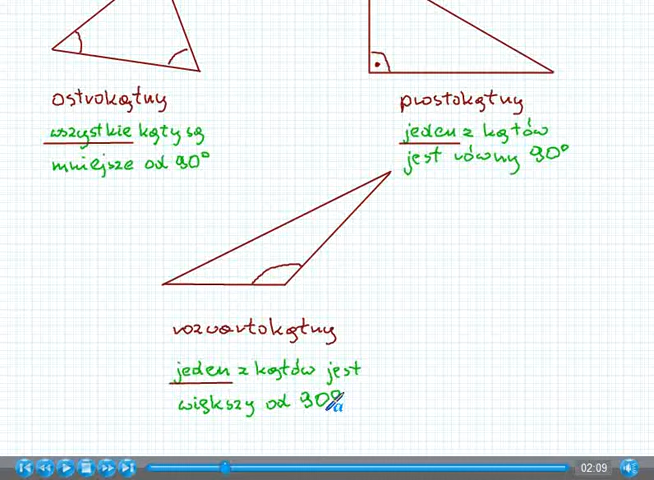 ostrokątny
wszystkie kąty są
mniejsze od 90°
prostokątny
jeden z kątów
jest równy 90°
rozwartokątny
jeden z kątów jest
większy od 90°
02:09